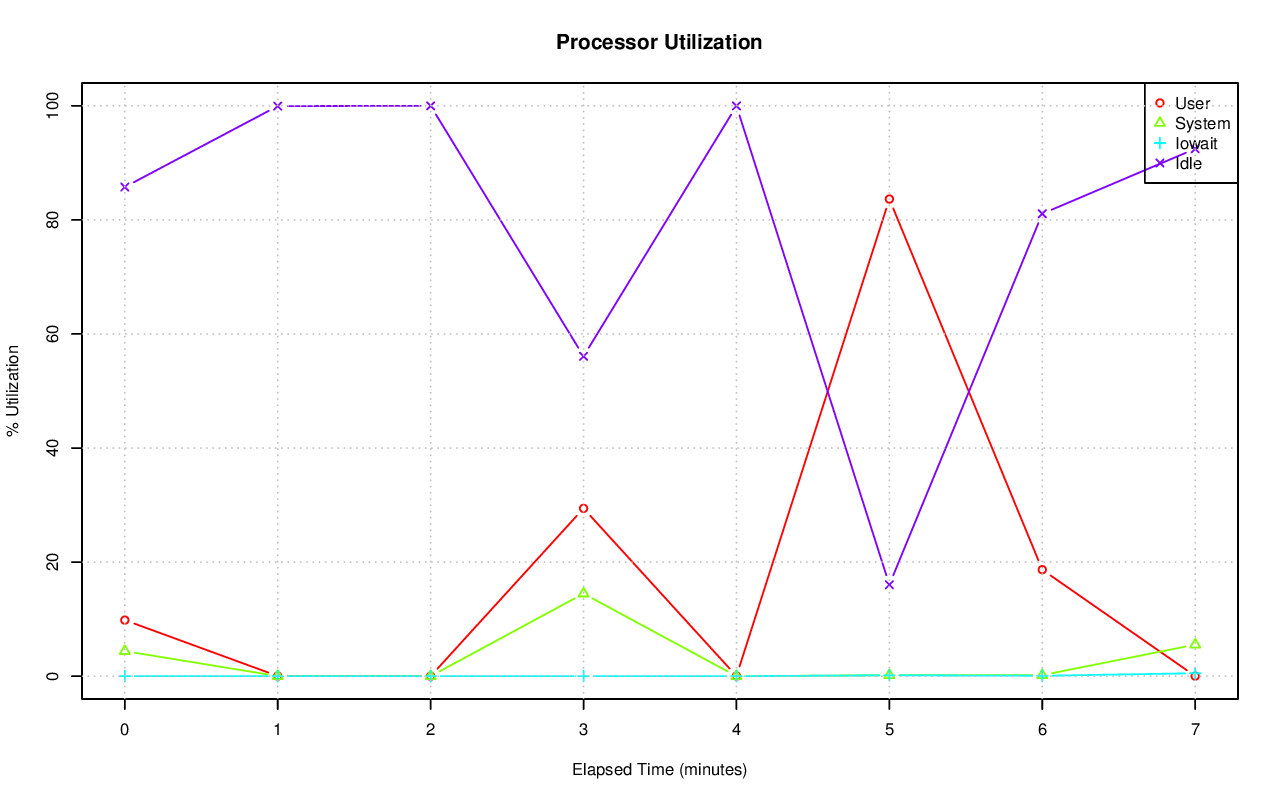 Processor Utilization
% Utilization
100
80
60
40
20
0
User
System
Iowait
Idle
0 1 2 3 4 5 6 7
Elapsed Time (minutes)